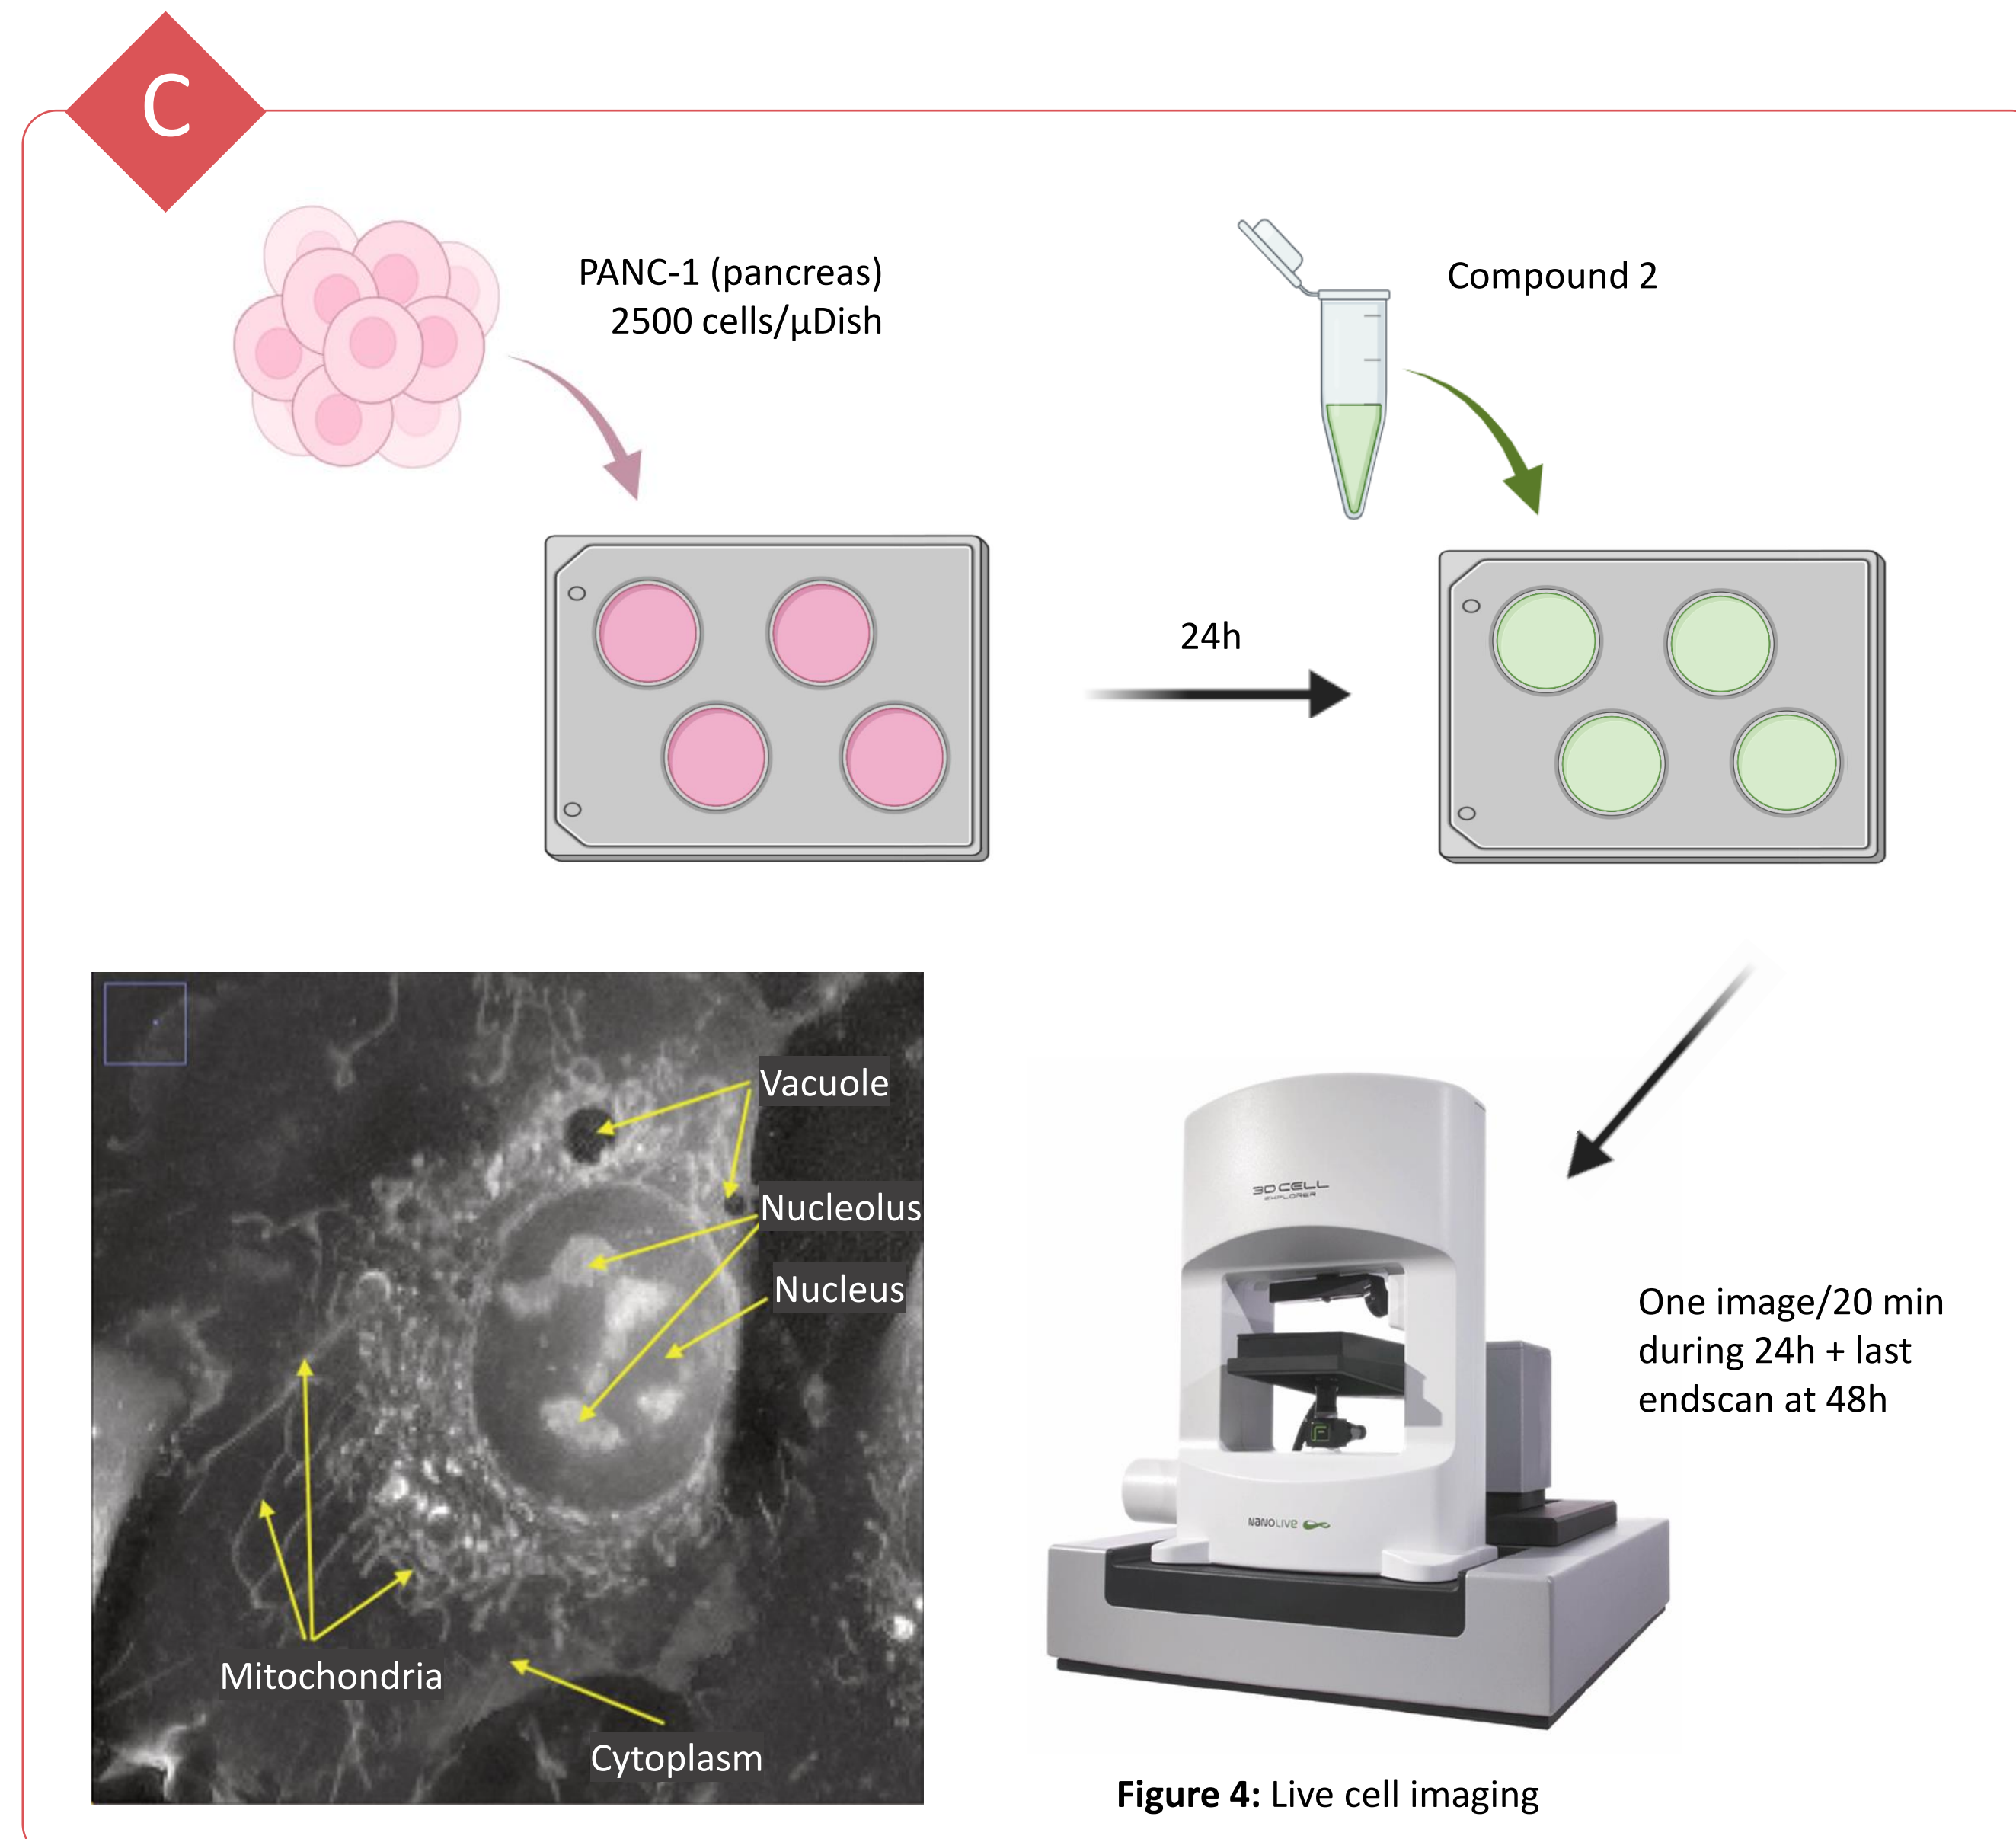 C
PANC-1 (pancreas)
2500 cells/µDish
Compound 2
24h
Vacuole
Nucleolus
Nucleus
Mitochondria
Cytoplasm
3D CELL
EXPLORER
NANOLIVE
One image/20 min
during 24h + last
endscan at 48h
Figure 4: Live cell imaging